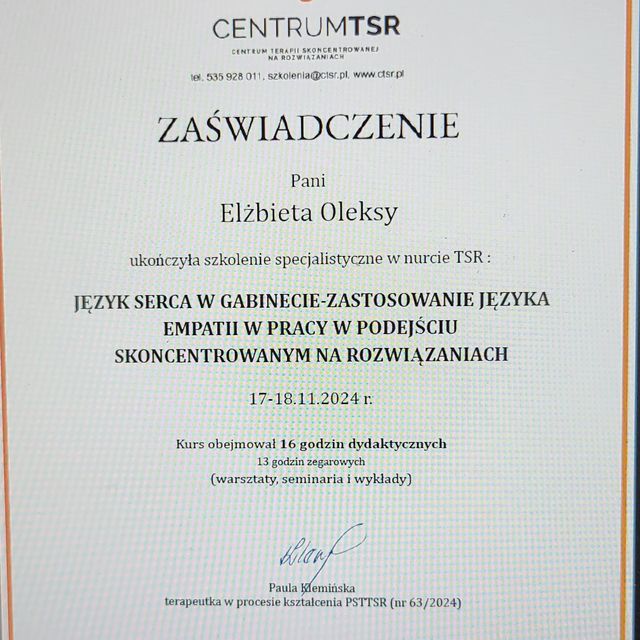 CENTRUMTSR
CENTRUM TERAPII SKONCENTROWANEJ
NA ROZWIĄZANIACH
tel. 535 928 011, szkolenia@ctsr.pl, www.ctsr.pl
ZAŚWIADCZENIE
Pani
Elżbieta Oleksy
ukończyła szkolenie specjalistyczne w nurcie TSR :
JĘZYK SERCA W GABINECIE-ZASTOSOWANIE JĘZYKA
EMPATII W PRACY W PODEJŚCIU
SKONCENTROWANYM NA ROZWIĄZANIACH
17-18.11.2024 r.
Kurs obejmował 16 godzin dydaktycznych
13 godzin zegarowych
(warsztaty, seminaria i wykłady)
Paula Klemińska
terapeutka w procesie kształcenia PSTTSR (nr 63/2024)